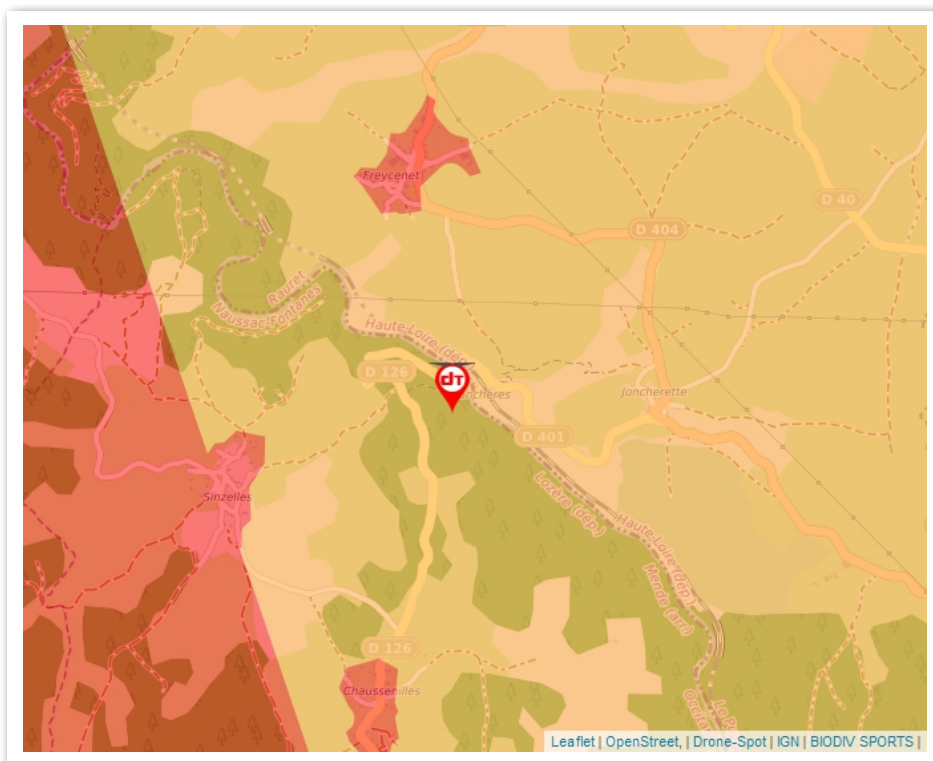 Freycenet
D 40
D 404
Rauret
Naussac-Fontanes
Haute-Loire (dép.)
D 126
dT
Joncherette
D 401
Sinzelles
Lozère (dép.)
Haute-Loire (dép.)
Mende (arr)
D 126
Chaussenilles
Leaflet | OpenStreet, | Drone-Spot | IGN | BIODIV SPORTS |